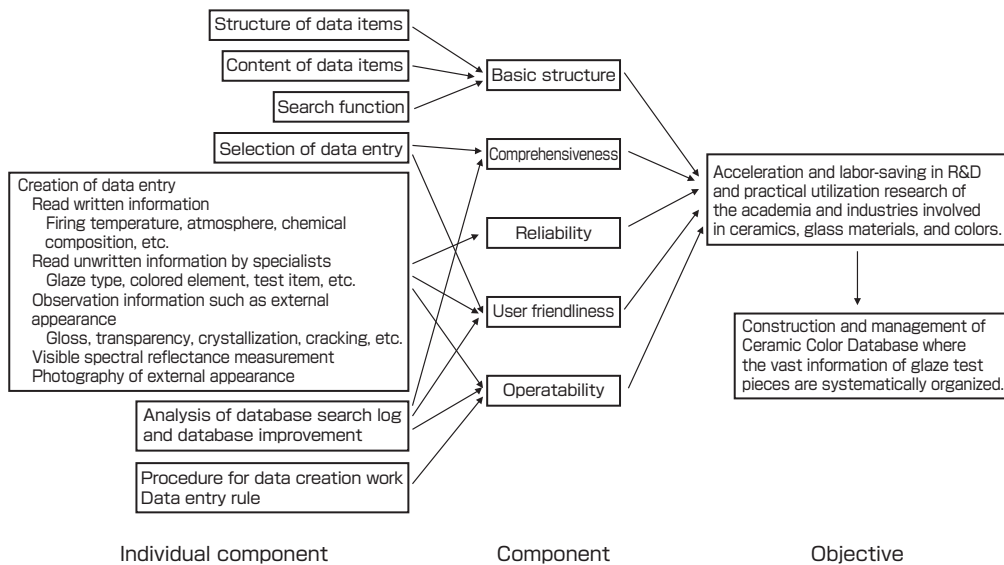 Structure of data items
Content of data items
Search function
Selection of data entry
Creation of data entry
Read written information
Firing temperature, atmosphere, chemical
composition, etc.
Read unwritten information by specialists
Glaze type, colored element, test item, etc.
Observation information such as external
appearance
Gloss, transparency, crystallization, cracking, etc.
Visible spectral reflectance measurement
Photography of external appearance
Analysis of database search log
and database improvement
Procedure for data creation work
Data entry rule
Individual component
Basic structure
Comprehensiveness
Reliability
User friendliness
Operatability
Component
Acceleration and labor-saving in R&D
and practical utilization research of
the academia and industries involved
in ceramics, glass materials, and colors.
Construction and management of
Ceramic Color Database where
the vast information of glaze test
pieces are systematically organized.
Objective